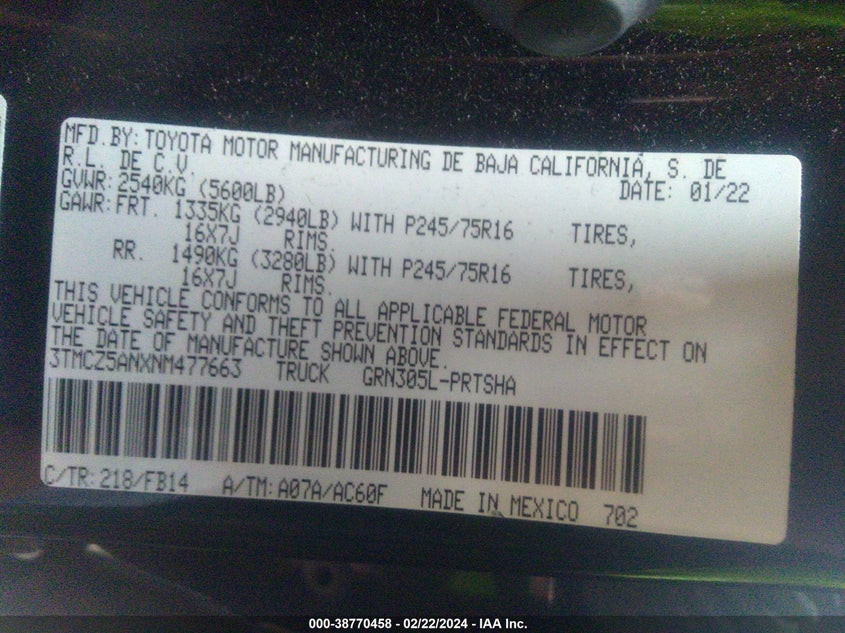 MFD.BY:TOYOTA MOTOR MANUFACTURING DE BAJA CALIFORNIA, S. DE
R.L. DE C.V. DATE: 01/22
GVWR:2540KG (5600LB)
GAWR:FRT. 1335KG (2940LB) WITH P245/75R16 TIRES,
16X7J RIMS.
RR. 1490KG (3280LB) WITH P245/75R16 TIRES,
16X7J RIMS.
THIS VEHICLE CONFORMS TO ALL APPLICABLE FEDERAL MOTOR
VEHICLE SAFETY AND THEFT PREVENTION STANDARDS IN EFFECT ON
THE DATE OF MANUFACTURE SHOWN ABOVE.
3TMCZ5ANXNM477663 TRUCK GRN305L-PRTSHA
C/TR:218/FB14 A/TM:A07A/AC60F MADE IN MEXICO 702
000-38770458 - 02/22/2024 - IAA Inc.